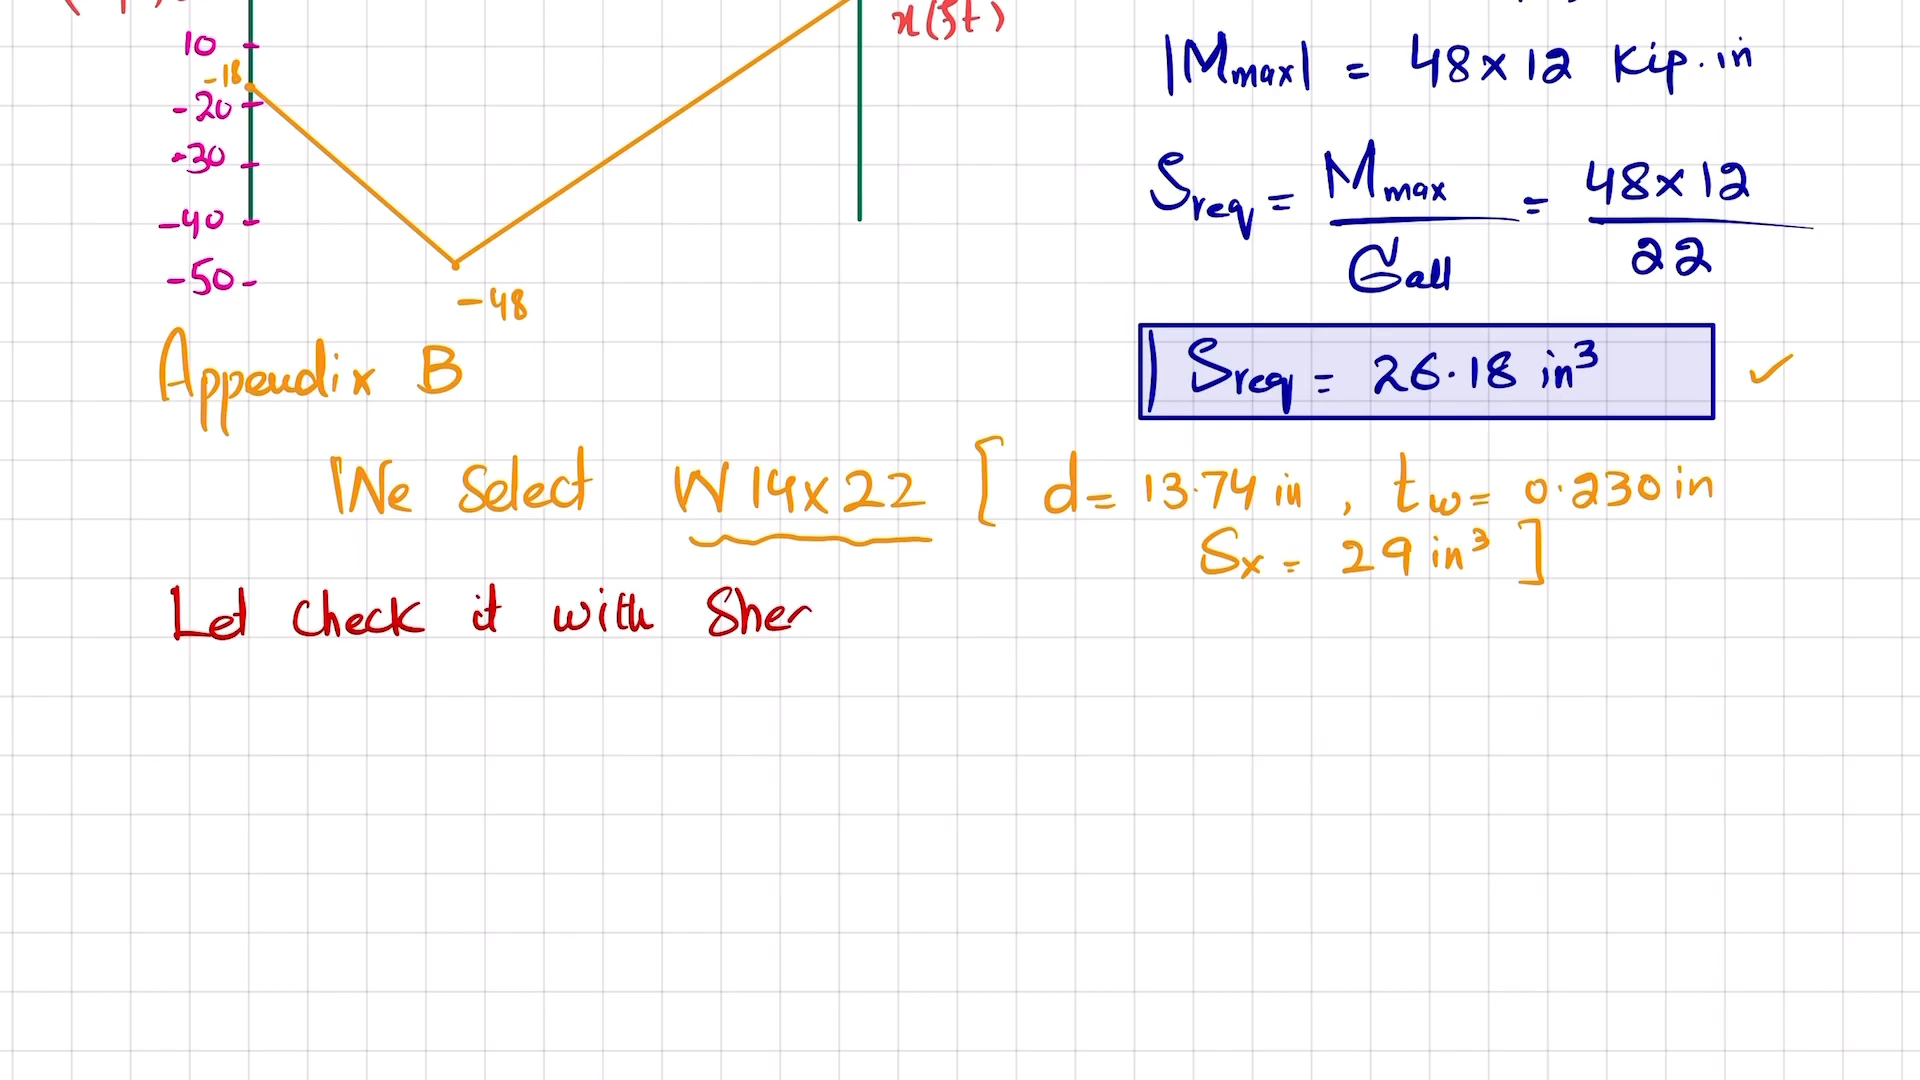 x(ft)
10
-18
-20
-30
-40
-50
-48
|Mmax| = 48x12 Kip.in
Sreq = Mmax / σall = 48x12 / 22
Sreq = 26.18 in³ ✓
Appendix B
We Select W14x22 [ d= 13.74 in , tw= 0.230 in
Sx = 29 in³ ]
Let check it with Sher